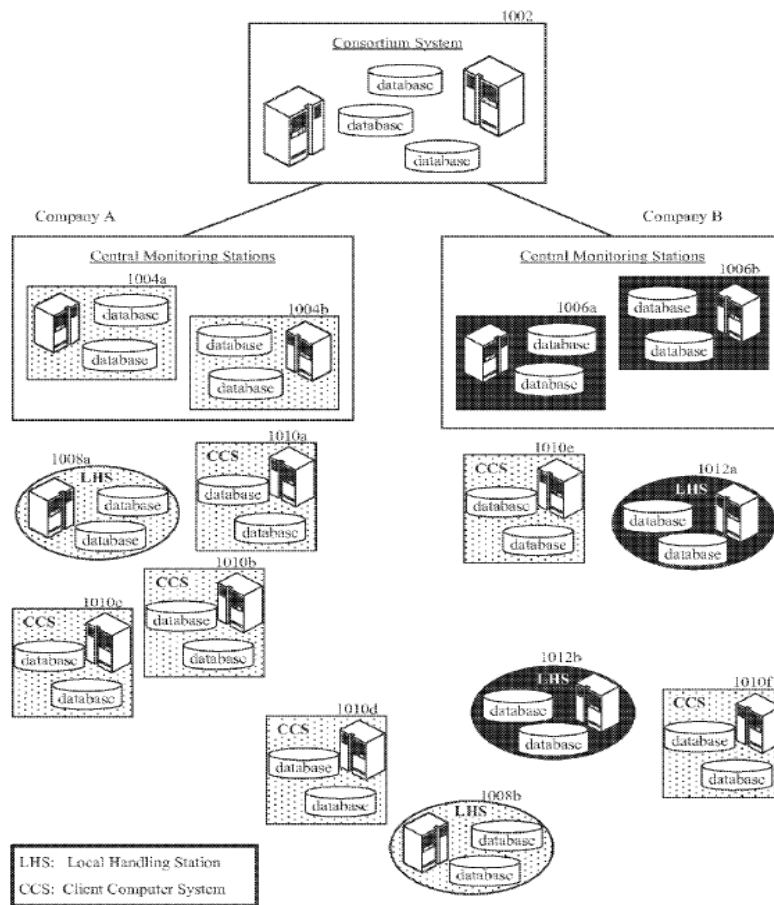 1002
Consortium System
database
database
database
Company A
Company B
Central Monitoring Stations
1004a
database
database
1004b
database
database
Central Monitoring Stations
1006b
database
database
1006a
database
database
1008a
LHS
database
database
1010a
CCS
database
database
1010e
CCS
database
database
1012a
LHS
database
database
1010b
CCS
database
database
1010c
CCS
database
database
1012b
LHS
database
database
1010f
CCS
database
database
1010d
CCS
database
database
1008b
LHS
database
database
LHS: Local Handling Station
CCS: Client Computer System